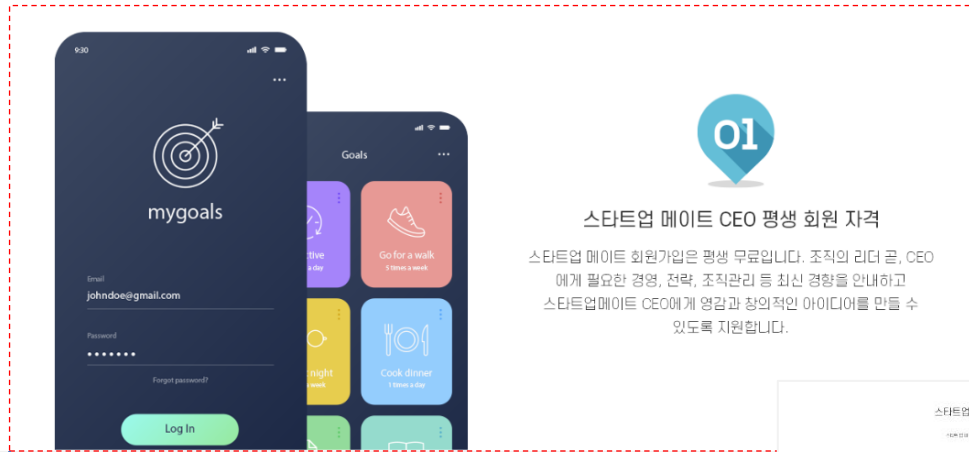 9:30
mygoals
Email
johndoe@gmail.com
Password
Forgot password?
Log In
Goals
tive
a day
Go for a walk
5 times a week
night
week
Cook dinner
1 times a day
01
스타트업 메이트 CEO 평생 회원 자격
스타트업 메이트 회원가입은 평생 무료입니다. 조직의 리더 곧, CEO
에게 필요한 경영, 전략, 조직관리 등 최신 경향을 안내하고
스타트업메이트 CEO에게 영감과 창의적인 아이디어를 만들 수
있도록 지원합니다.
스타트업